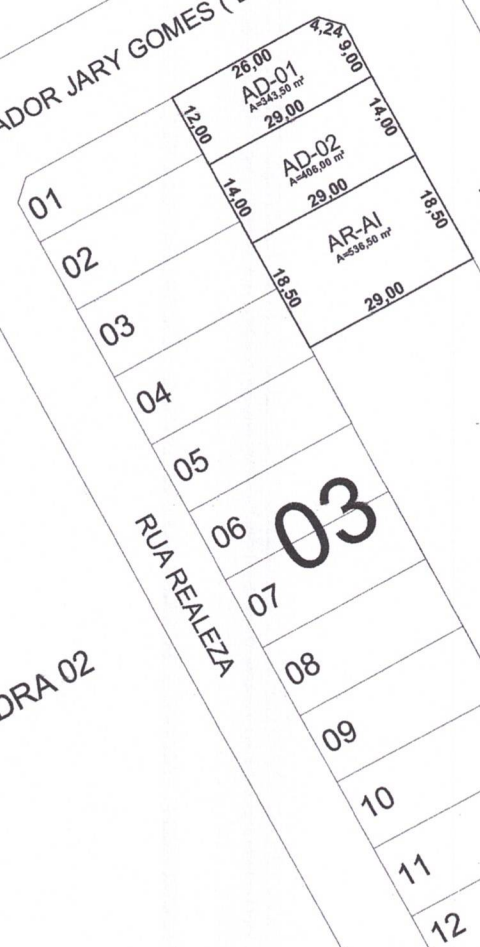 ADOR JARY GOMES (
4,24
26,00
9,00
AD-01
A=343,50 m²
12,00
29,00
14,00
AD-02
A=406,00 m²
14,00
29,00
18,50
AR-AI
A=536,50 m²
18,50
29,00
01
02
03
04
05
06
03
07
08
09
10
11
12
RUA REALEZA
DRA 02